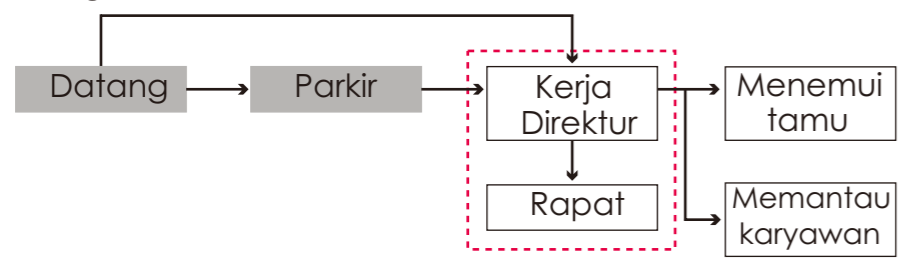 Datang
Parkir
Kerja
Direktur
Menemui
tamu
Rapat
Memantau
karyawan